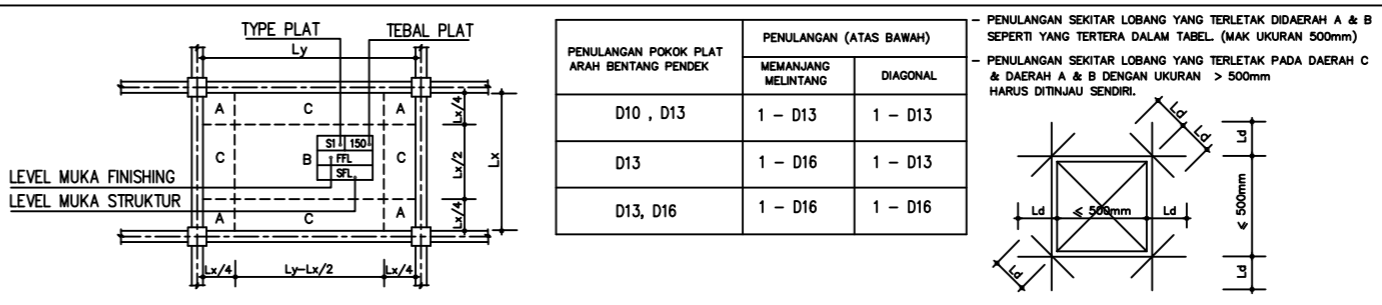 TYPE PLAT
TEBAL PLAT
Ly
A
C
A
Lx/4
S1
150
C
B
FFL
C
Lx/2
Lx
SFL
LEVEL MUKA FINISHING
LEVEL MUKA STRUKTUR
A
C
A
Lx/4
Lx/4
Ly-Lx/2
Lx/4
PENULANGAN POKOK PLAT
ARAH BENTANG PENDEK
PENULANGAN (ATAS BAWAH)
MEMANJANG
MELINTANG
DIAGONAL
D10 , D13
1 - D13
1 - D13
D13
1 - D16
1 - D13
D13, D16
1 - D16
1 - D16
- PENULANGAN SEKITAR LOBANG YANG TERLETAK DIDAERAH A & B
SEPERTI YANG TERTERA DALAM TABEL. (MAK UKURAN 500mm)
- PENULANGAN SEKITAR LOBANG YANG TERLETAK PADA DAERAH C
& DAERAH A & B DENGAN UKURAN > 500mm
HARUS DITINJAU SENDIRI.
Ld
Ld
Ld
Ld
⩽ 500mm
Ld
⩽ 500mm
Ld
Ld